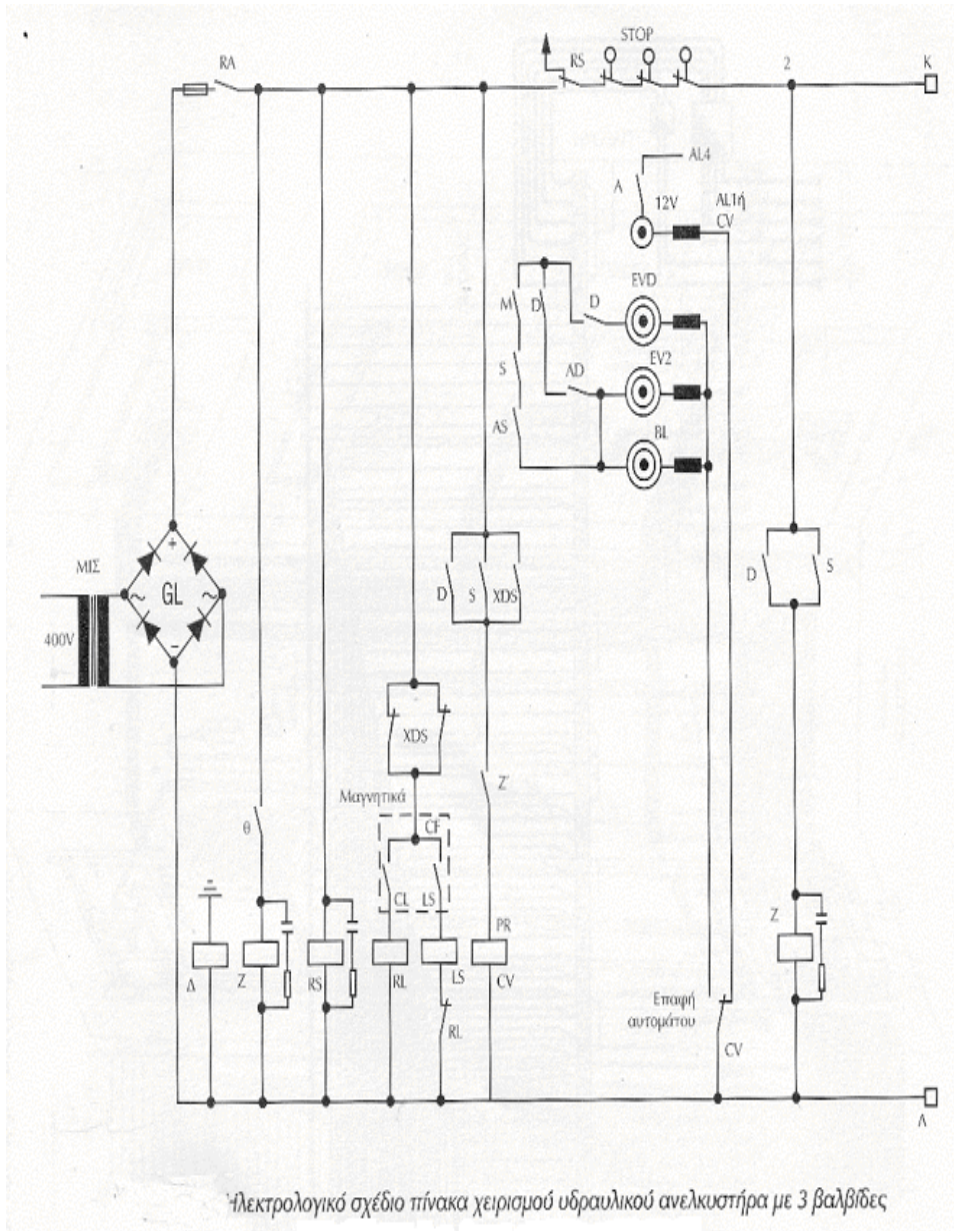 STOP
RA
RS
2
K
AL4
A
12V
AL1ή
CV
EVD
M
D
D
EV2
S
AD
AS
BL
ΜΙΣ
+
GL
~
~
−
400V
D
S
XDS
D
S
XDS
Μαγνητικά
Z
CF
θ
CL
LS
PR
Z
Δ
Z
RS
RL
LS
CV
Επαφή
αυτομάτου
RL
CV
Λ
Ηλεκτρολογικό σχέδιο πίνακα χειρισμού υδραυλικού ανελκυστήρα με 3 βαλβίδες